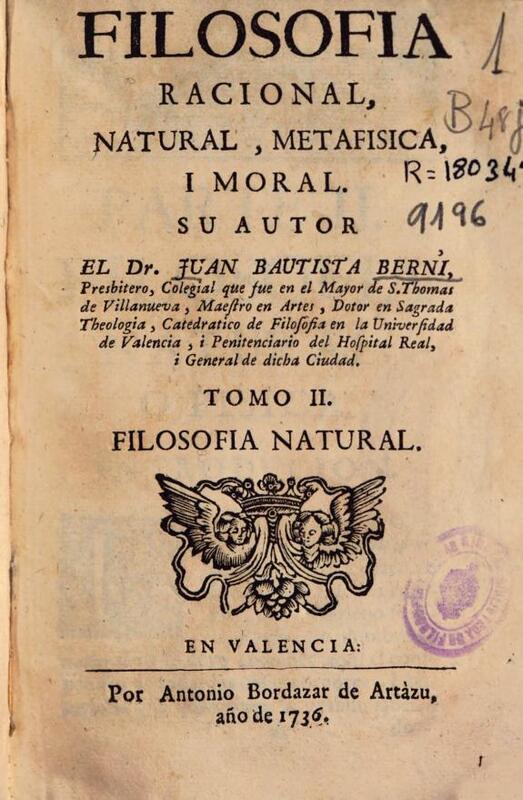 FILOSOFIA
RACIONAL,
NATURAL, METAFISICA,
I MORAL.
SU AUTOR
EL Dr. JUAN BAUTISTA BERNÌ,
Presbitero, Colegial que fue en el Mayor de S. Thomas
de Villanueva, Maeſtro en Artes, Dotor en Sagrada
Theologia, Catedratico de Filoſofia en la Univerſidad
de Valencia, i Penitenciario del Hoſpital Real,
i General de dicha Ciudad.
TOMO II.
FILOSOFIA NATURAL.
EN VALENCIA:
Por Antonio Bordazar de Artàzu,
año de 1736.
1
R=18034
9196
1